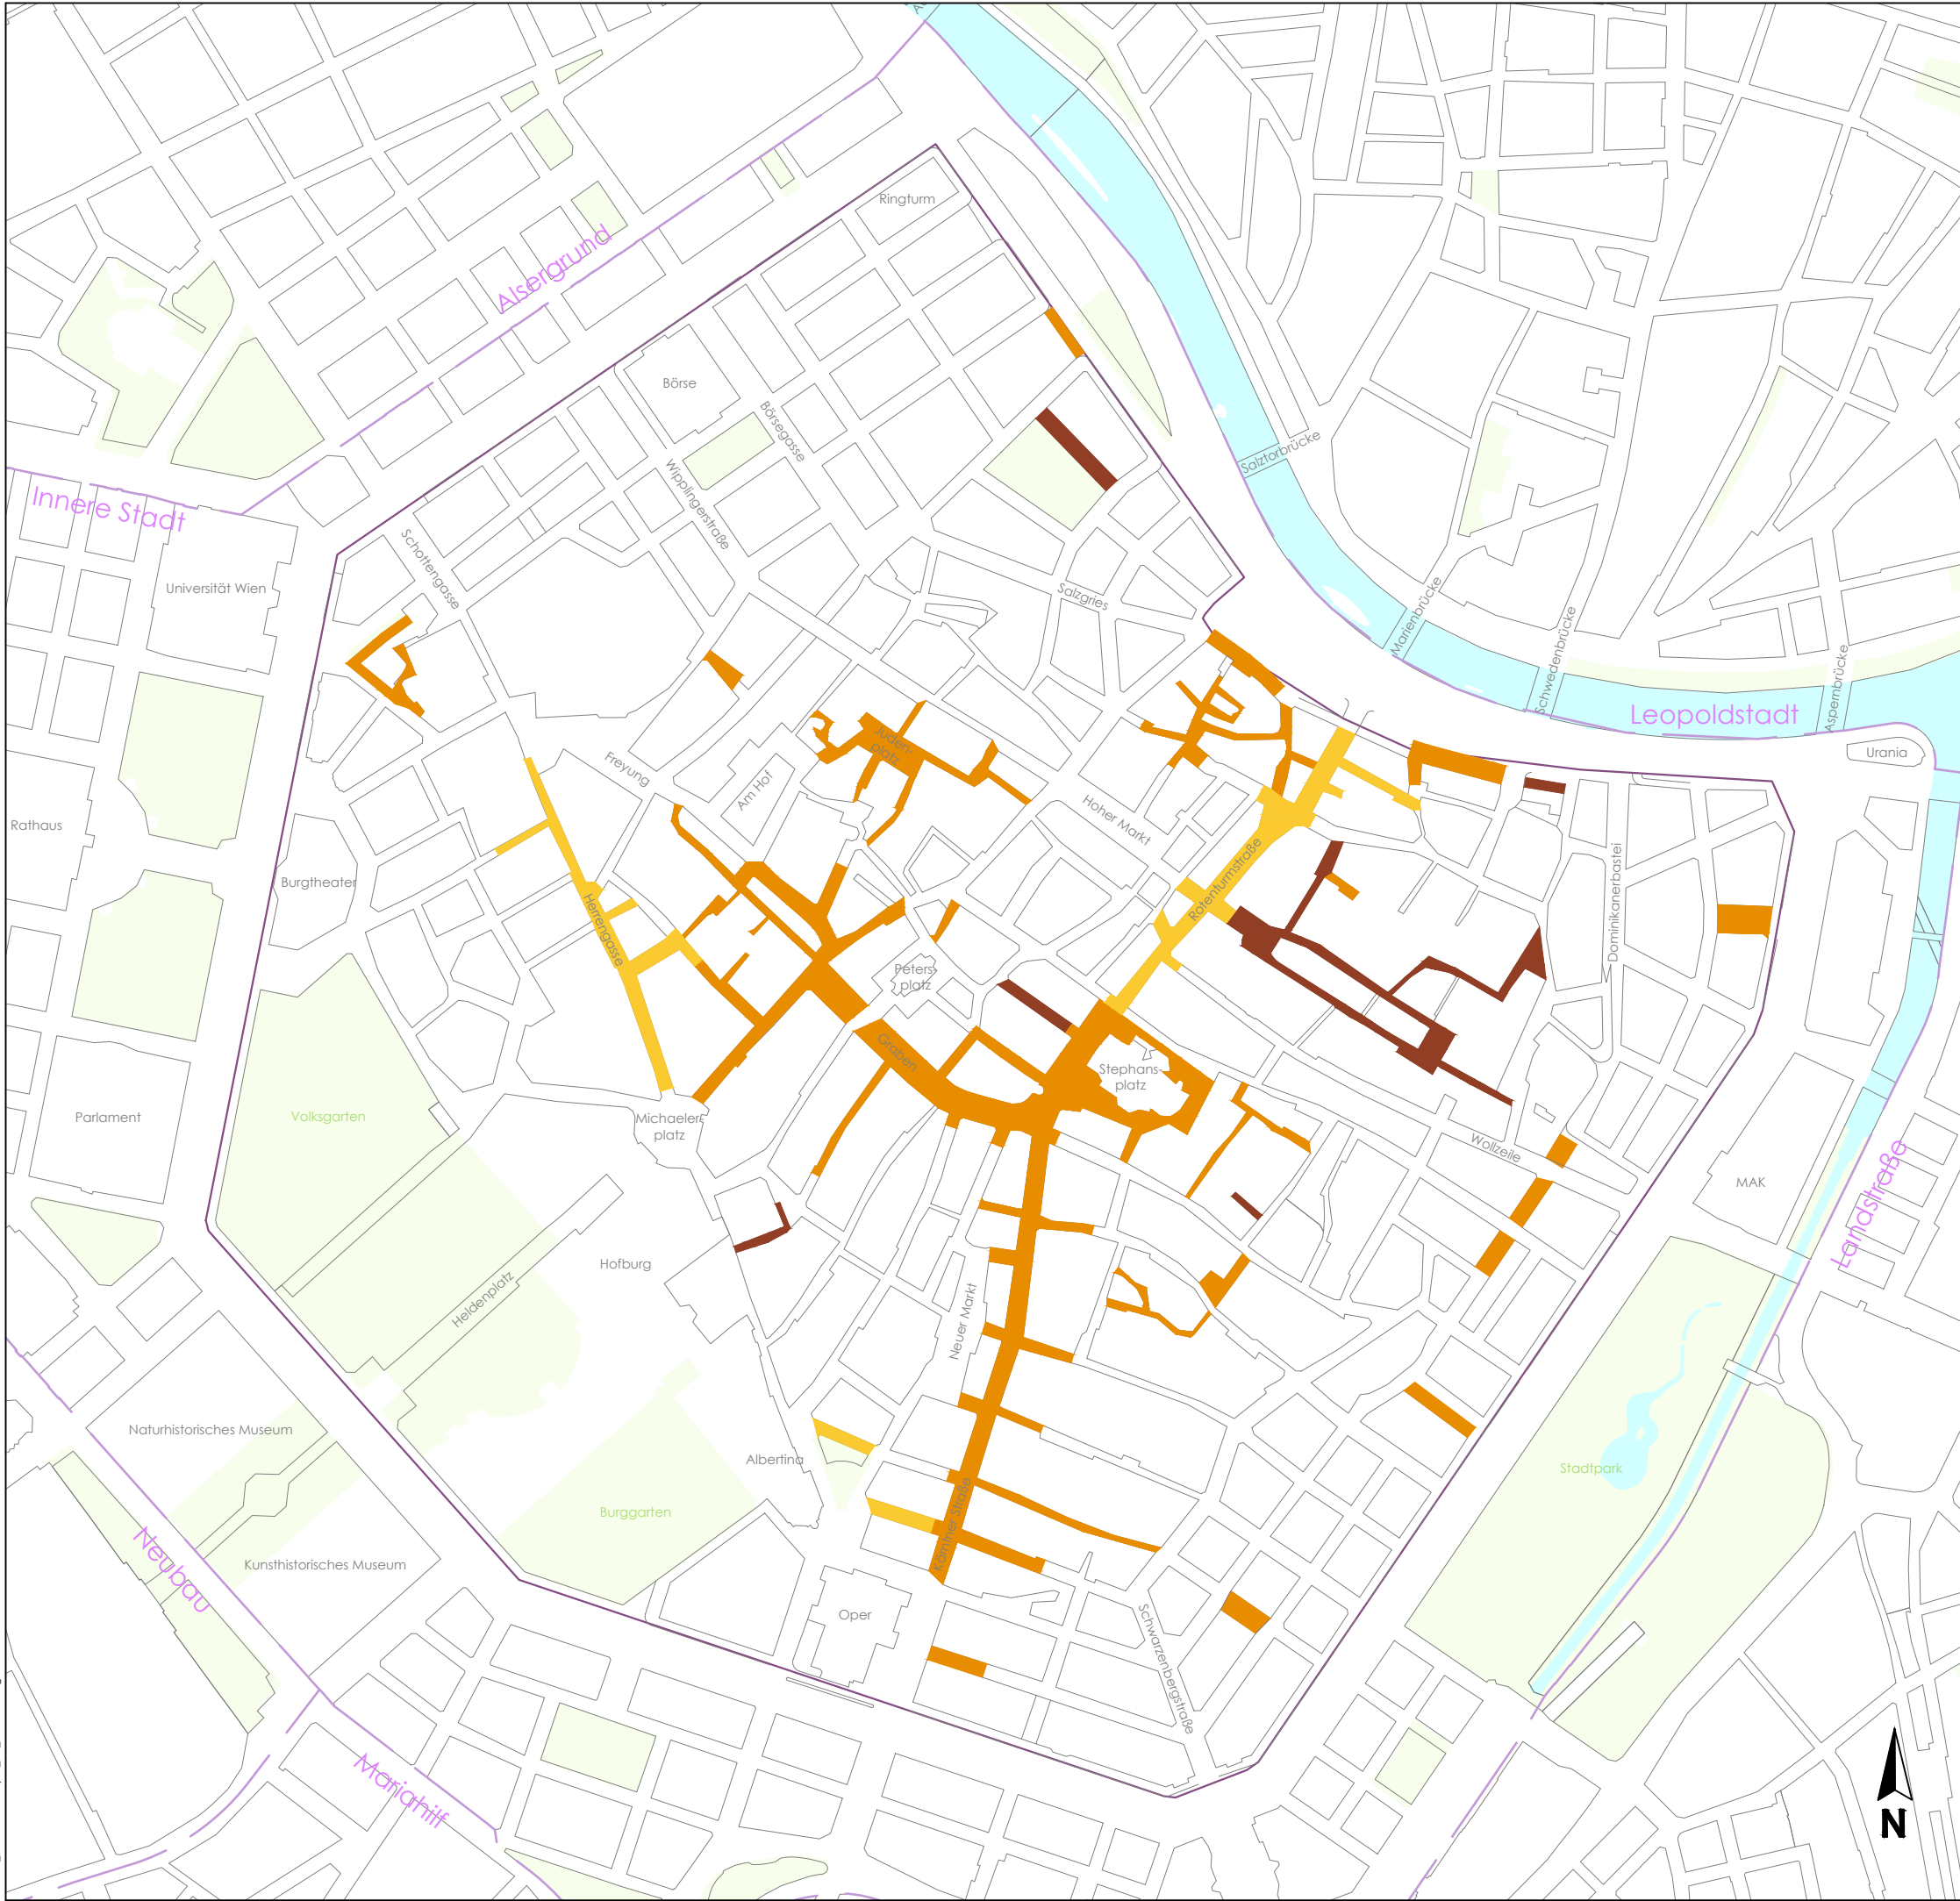 Ringturm
Alsergrund
Börse
Börsegasse
Salztorbrücke
Wipplingerstraße
Innere Stadt
Schottengasse
Universität Wien
Salzgries
Marienbrücke
Schwedenbrücke
Aspernbrücke
Leopoldstadt
Urania
Juden-
platz
Freyung
Am Hof
Hoher Markt
Rathaus
Burgtheater
Rotenturmstraße
Dominikanerbastei
Herrengasse
Peters-
platz
Graben
Stephans-
platz
Parlament
Volksgarten
Michaeler-
platz
Wollzeile
MAK
Landstraße
Hofburg
Heldenplatz
Neuer Markt
Naturhistorisches Museum
Albertina
Stadtpark
Burggarten
Kärntner Straße
Neubau
Kunsthistorisches Museum
Oper
Schwarzenbergstraße
Mariahilf
N